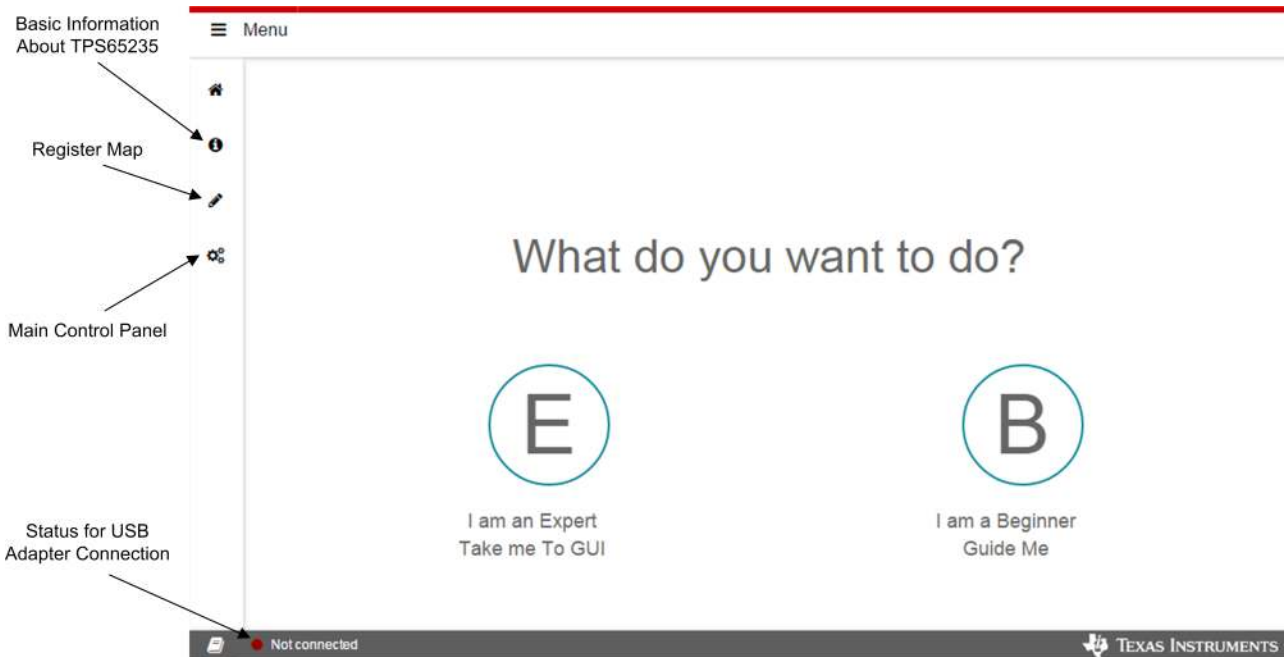 Basic Information
About TPS65235
Menu
Register Map
Main Control Panel
What do you want to do?
E
B
I am an Expert
Take me To GUI
I am a Beginner
Guide Me
Status for USB
Adapter Connection
Not connected
TEXAS INSTRUMENTS